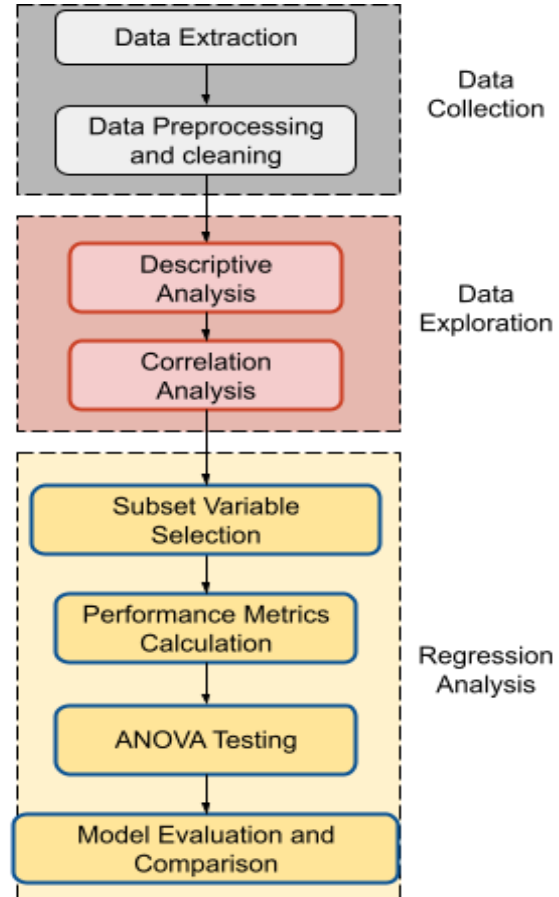 Data Extraction
Data Preprocessing
and cleaning
Data
Collection
Descriptive
Analysis
Correlation
Analysis
Data
Exploration
Subset Variable
Selection
Performance Metrics
Calculation
ANOVA Testing
Model Evaluation and
Comparison
Regression
Analysis